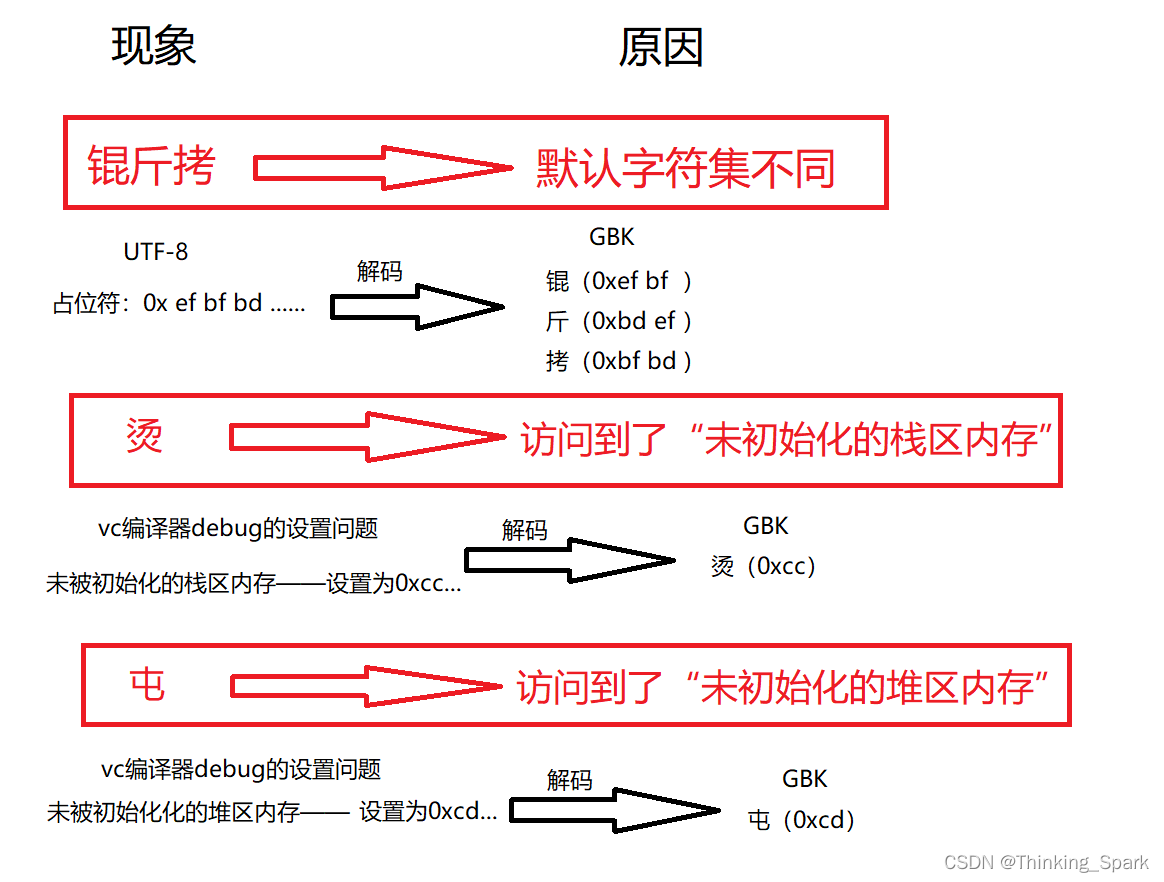 现象
原因
锟斤拷
默认字符集不同
UTF-8
占位符：0x ef bf bd ......
解码
GBK
锟（0xef bf ）
斤（0xbd ef ）
拷（0xbf bd ）
烫
访问到了“未初始化的栈区内存”
vc编译器debug的设置问题
未被初始化的栈区内存——设置为0xcc...
解码
GBK
烫（0xcc）
屯
访问到了“未初始化的堆区内存”
vc编译器debug的设置问题
未被初始化化的堆区内存—— 设置为0xcd...
解码
GBK
屯（0xcd）
CSDN @Thinking_Spark